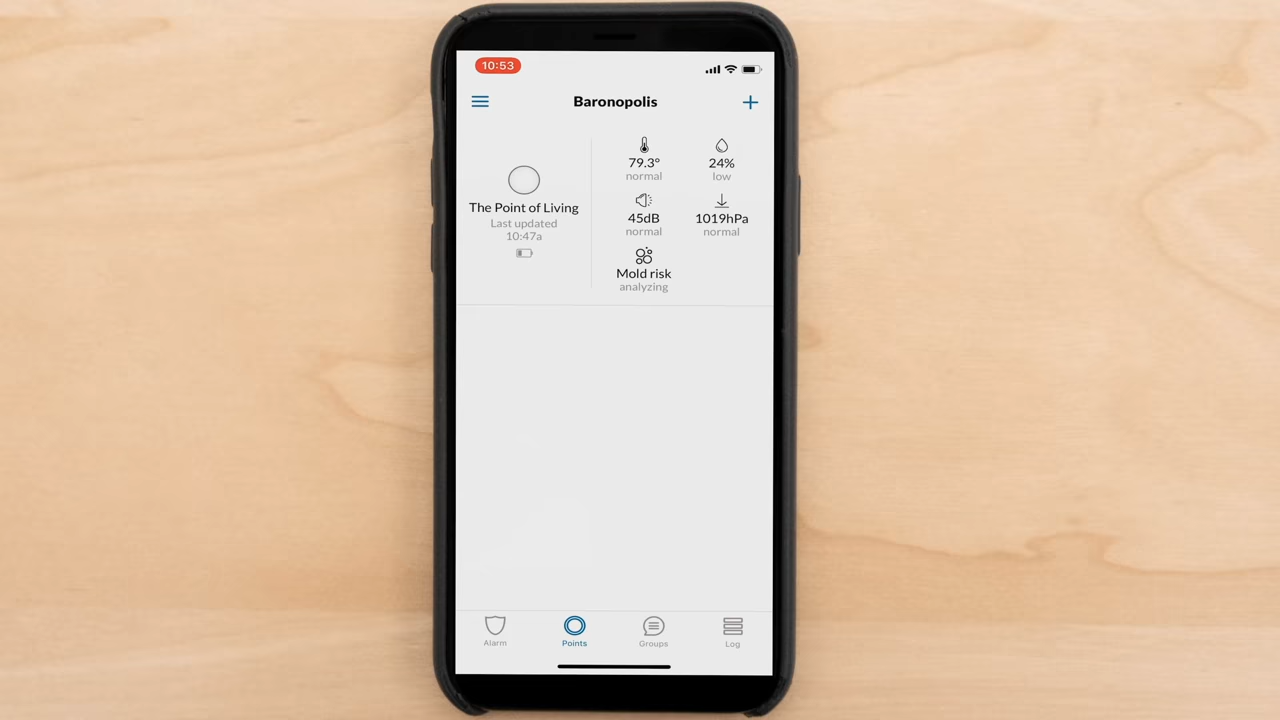 10:53
Baronopolis
The Point of Living
Last updated
10:47a
79.3°
normal
24%
low
45dB
normal
1019hPa
normal
Mold risk
analyzing
Alarm
Points
Groups
Log